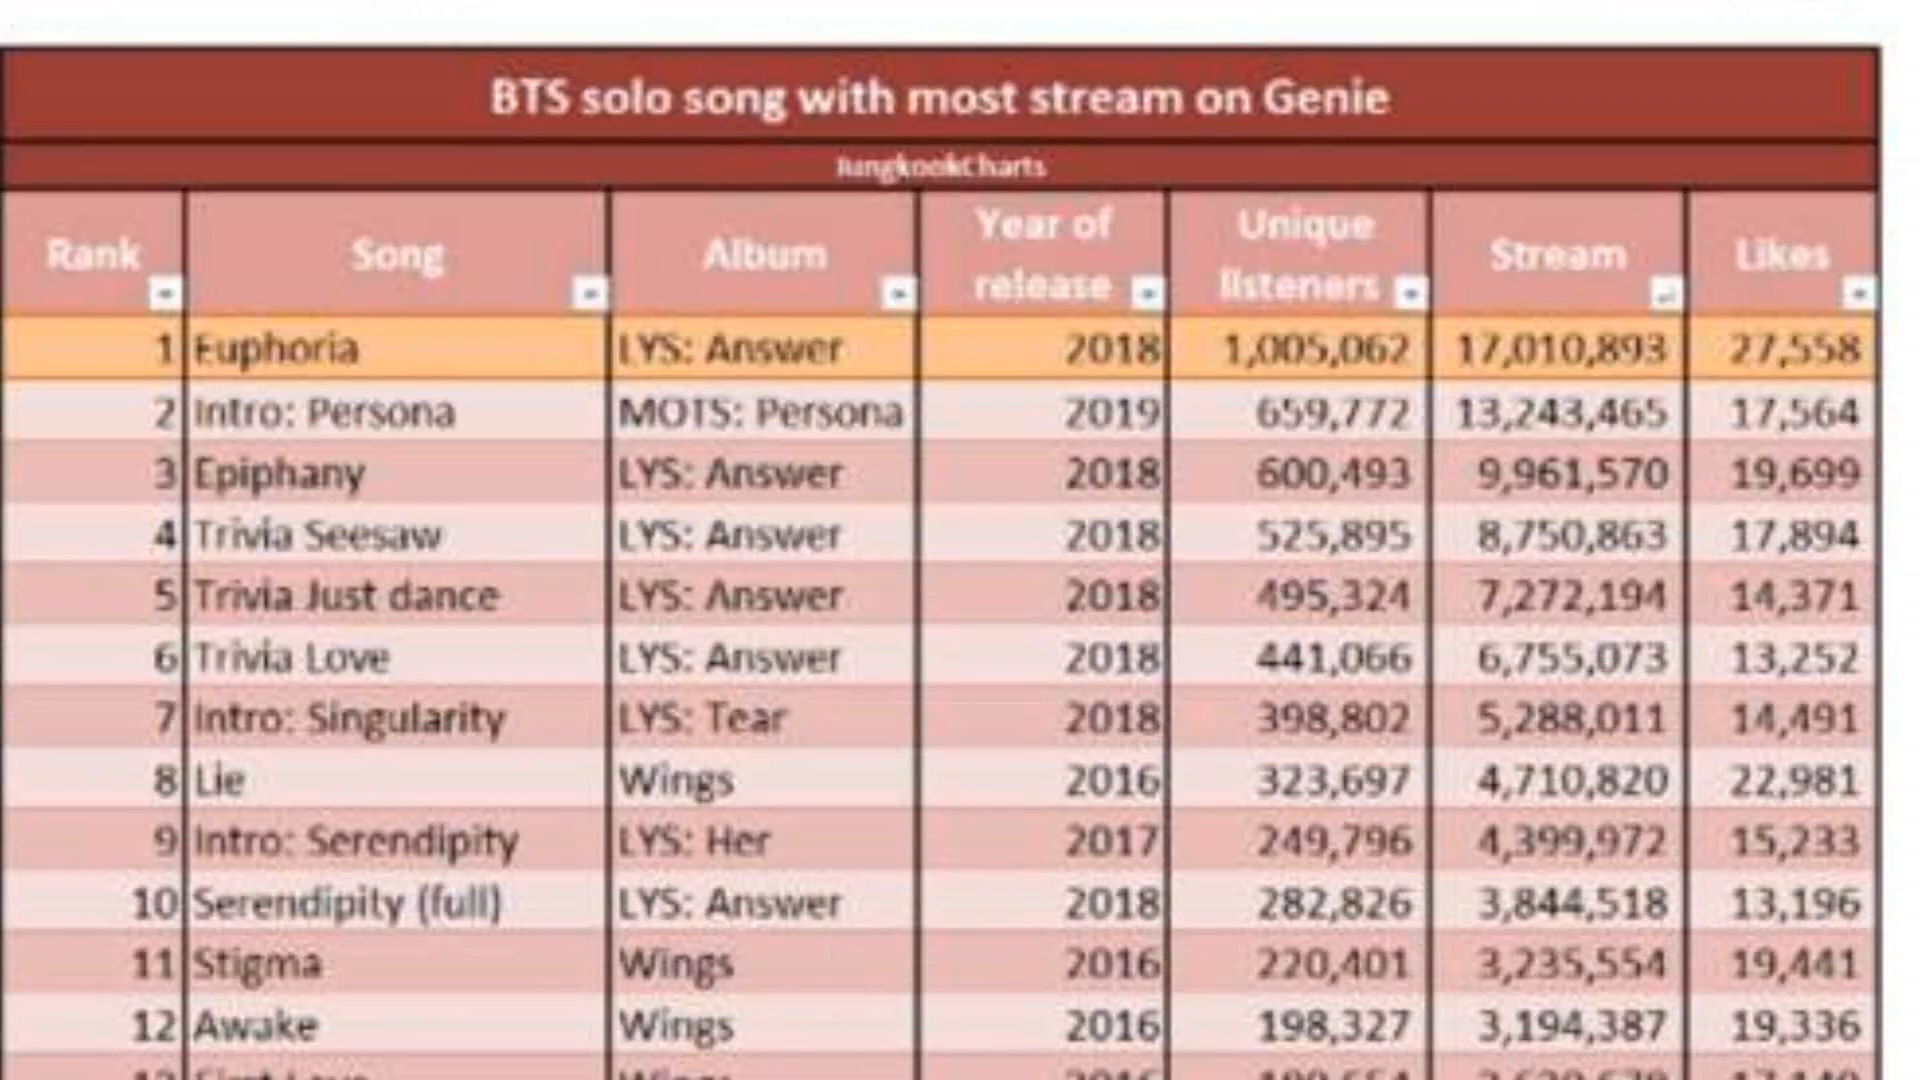 BTS solo song with most stream on Genie
JungkookCharts
Rank Song Album Year of release Unique listeners Stream Likes
1 Euphoria LYS: Answer 2018 1,005,062 17,010,893 27,558
2 Intro: Persona MOTS: Persona 2019 659,772 13,243,465 17,564
3 Epiphany LYS: Answer 2018 600,493 9,961,570 19,699
4 Trivia Seesaw LYS: Answer 2018 525,895 8,750,863 17,894
5 Trivia Just dance LYS: Answer 2018 495,324 7,272,194 14,371
6 Trivia Love LYS: Answer 2018 441,066 6,755,073 13,252
7 Intro: Singularity LYS: Tear 2018 398,802 5,288,011 14,491
8 Lie Wings 2016 323,697 4,710,820 22,981
9 Intro: Serendipity LYS: Her 2017 249,796 4,399,972 15,233
10 Serendipity (full) LYS: Answer 2018 282,826 3,844,518 13,196
11 Stigma Wings 2016 220,401 3,235,554 19,441
12 Awake Wings 2016 198,327 3,194,387 19,336